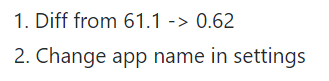 1. Diff from 61.1 -> 0.62
2. Change app name in settings